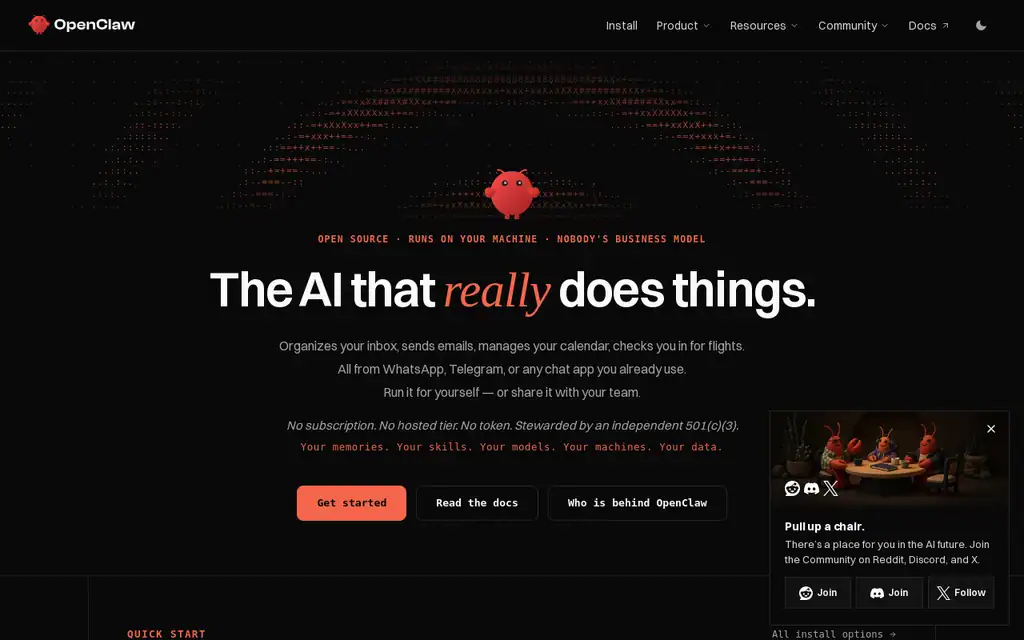 OpenClaw
Install
Product
Resources
Community
Docs ↗
OPEN SOURCE · RUNS ON YOUR MACHINE · NOBODY'S BUSINESS MODEL
The AI that really does things.
Organizes your inbox, sends emails, manages your calendar, checks you in for flights.
All from WhatsApp, Telegram, or any chat app you already use.
Run it for yourself — or share it with your team.
No subscription. No hosted tier. No token. Stewarded by an independent 501(c)(3).
Your memories. Your skills. Your models. Your machines. Your data.
Get started
Read the docs
Who is behind OpenClaw
Pull up a chair.
There's a place for you in the AI future. Join
the Community on Reddit, Discord, and X.
Join
Join
Follow
QUICK START
All install options →